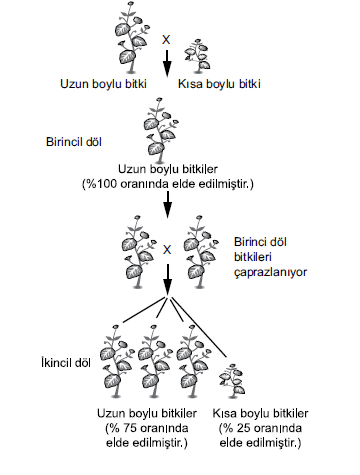 X
Uzun boylu bitki
Kısa boylu bitki
Birincil döl
Uzun boylu bitkiler
(%100 oranında elde edilmiştir.)
X
Birinci döl
bitkileri
çaprazlanıyor
İkincil döl
Uzun boylu bitkiler
(% 75 oranında
elde edilmiştir.)
Kısa boylu bitkiler
(% 25 oranında
elde edilmiştir.)